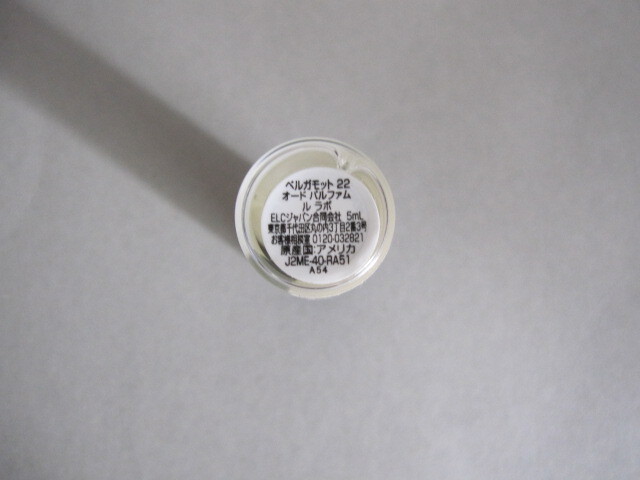 ベルガモット 22
オード パルファム
ル ラボ
ELCジャパン合同会社 5mL
東京都千代田区丸の内3丁目2番3号
お客様相談室 0120-032821
原産国:アメリカ
J2ME-40-RA51
A54